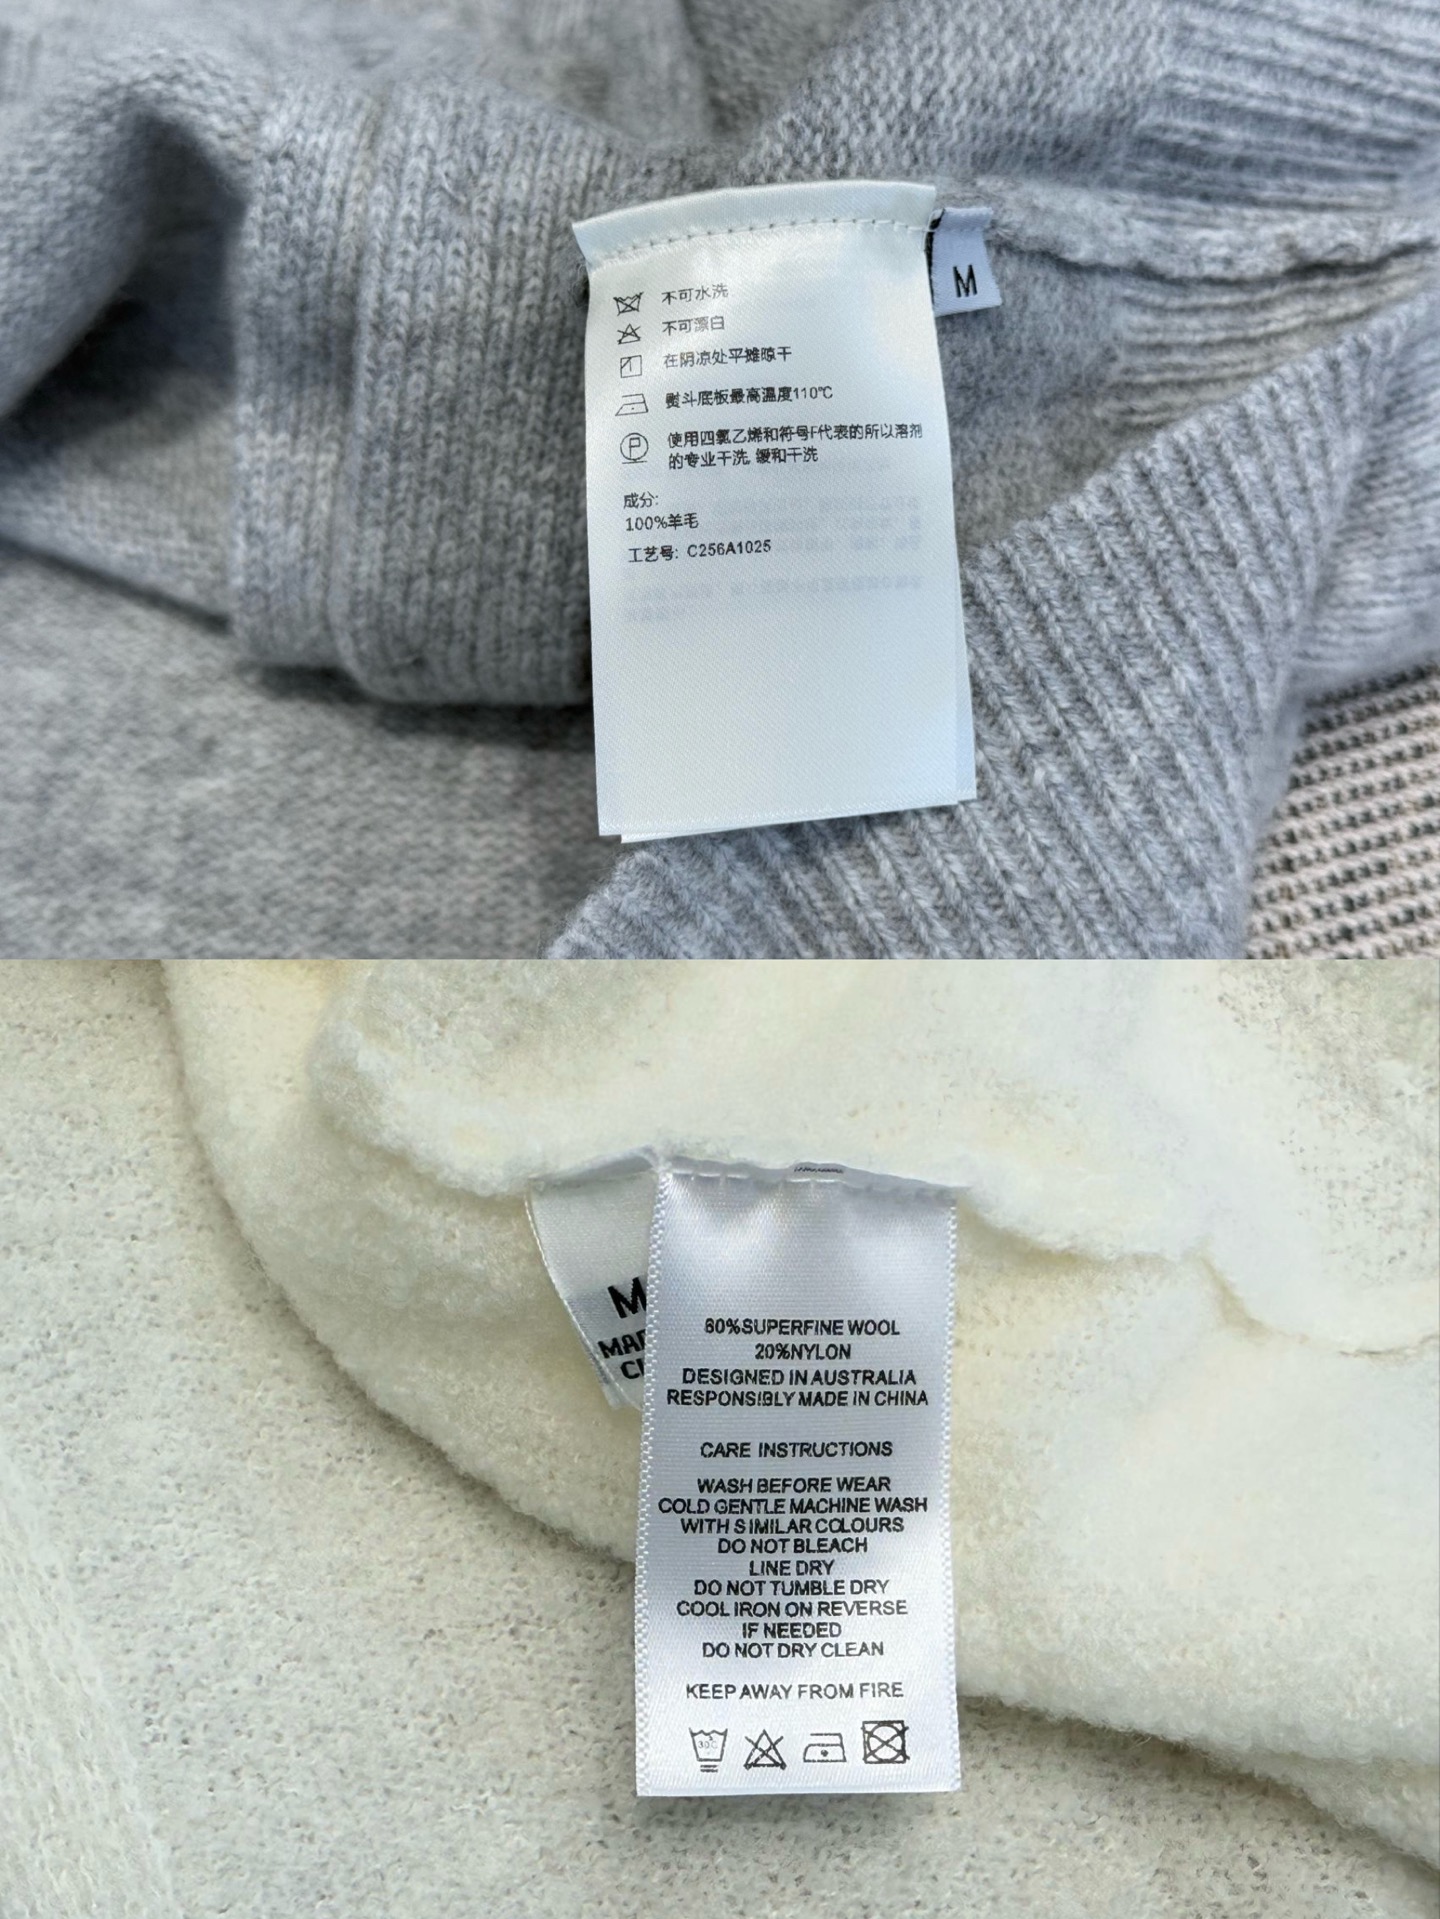 M
不可水洗
不可漂白
在阴凉处平摊晾干
熨斗底板最高温度110℃
使用四氯乙烯和符号F代表的所以溶剂
的专业干洗,缓和干洗
成分:
100%羊毛
工艺号: C256A1025
M
80%SUPERFINE WOOL
20%NYLON
DESIGNED IN AUSTRALIA
RESPONSIBLY MADE IN CHINA
CARE INSTRUCTIONS
WASH BEFORE WEAR
COLD GENTLE MACHINE WASH
WITH SIMILAR COLOURS
DO NOT BLEACH
LINE DRY
DO NOT TUMBLE DRY
COOL IRON ON REVERSE
IF NEEDED
DO NOT DRY CLEAN
KEEP AWAY FROM FIRE
30C